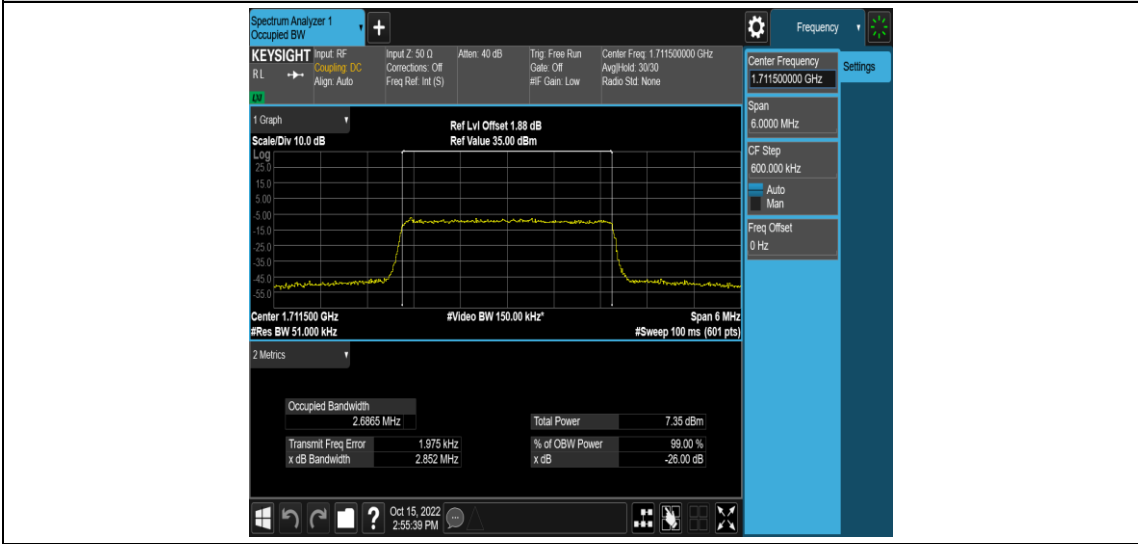 Spectrum Analyzer 1
Occupied BW
+
Frequency
KEYSIGHT Input: RF Input Z: 50 Ω Atten: 40 dB Trig: Free Run Center Freq: 1.711500000 GHz
RL Coupling: DC Corrections: Off Gate: Off Avg|Hold: 30/30
Align: Auto Freq Ref: Int (S) #IF Gain: Low Radio Std: None
Center Frequency
1.711500000 GHz
Settings
Span
6.0000 MHz
CF Step
600.000 kHz
Auto
Man
Freq Offset
0 Hz
1 Graph
Ref Lvl Offset 1.88 dB
Scale/Div 10.0 dB Ref Value 35.00 dBm
Log
25.0
15.0
5.00
-5.00
-15.0
-25.0
-35.0
-45.0
-55.0
Center 1.711500 GHz #Video BW 150.00 kHz* Span 6 MHz
#Res BW 51.000 kHz #Sweep 100 ms (601 pts)
2 Metrics
Occupied Bandwidth
2.6865 MHz
Total Power 7.35 dBm
Transmit Freq Error 1.975 kHz % of OBW Power 99.00 %
x dB Bandwidth 2.852 MHz x dB -26.00 dB
? Oct 15, 2022
2:55:39 PM